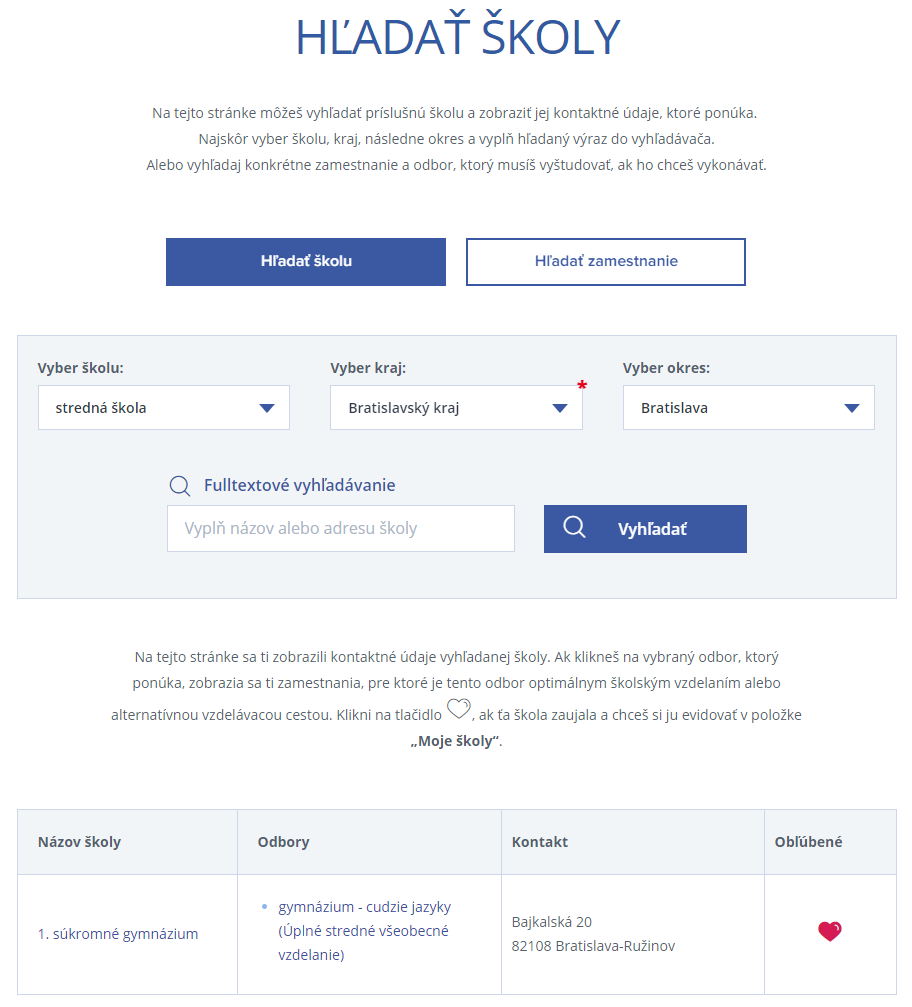 HĽADAŤ ŠKOLY
Na tejto stránke môžeš vyhľadať príslušnú školu a zobraziť jej kontaktné údaje, ktoré ponúka.
Najskôr vyber školu, kraj, následne okres a vyplň hľadaný výraz do vyhľadávača.
Alebo vyhľadaj konkrétne zamestnanie a odbor, ktorý musíš vyštudovať, ak ho chceš vykonávať.
Hľadať školu
Hľadať zamestnanie
Vyber školu:
Vyber kraj:
Vyber okres:
stredná škola
Bratislavský kraj
*
Bratislava
Fulltextové vyhľadávanie
Vyplň názov alebo adresu školy
Vyhľadať
Na tejto stránke sa ti zobrazili kontaktné údaje vyhľadanej školy. Ak klikneš na vybraný odbor, ktorý
ponúka, zobrazia sa ti zamestnania, pre ktoré je tento odbor optimálnym školským vzdelaním alebo
alternatívnou vzdelávacou cestou. Klikni na tlačidlo , ak ťa škola zaujala a chceš si ju evidovať v položke
„Moje školy“.
Názov školy
Odbory
Kontakt
Obľúbené
1. súkromné gymnázium
gymnázium - cudzie jazyky
(Úplné stredné všeobecné
vzdelanie)
Bajkalská 20
82108 Bratislava-Ružinov